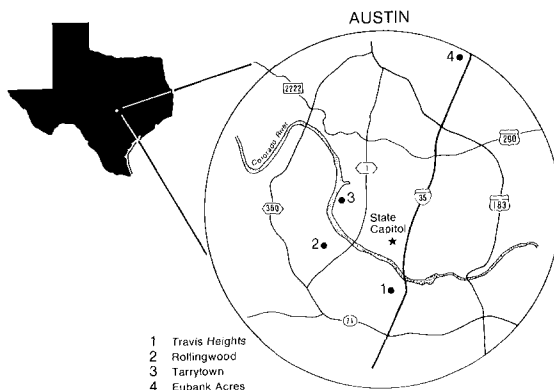 AUSTIN
4
2222
Colorado River
290
1
360
3
35
183
State
Capitol
2
1
71
1 Travis Heights
2 Rollingwood
3 Tarrytown
4 Eubank Acres